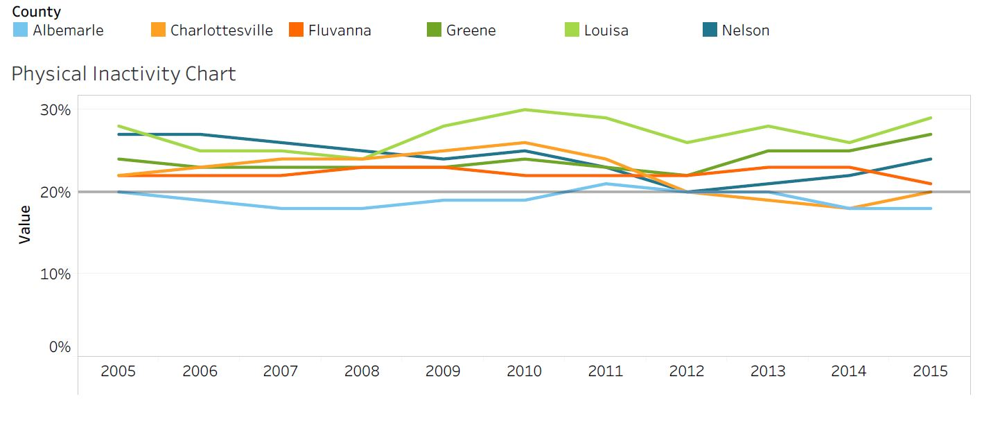 County
Albemarle Charlottesville Fluvanna Greene Louisa Nelson
Physical Inactivity Chart
30%
20%
Value
10%
0%
2005 2006 2007 2008 2009 2010 2011 2012 2013 2014 2015